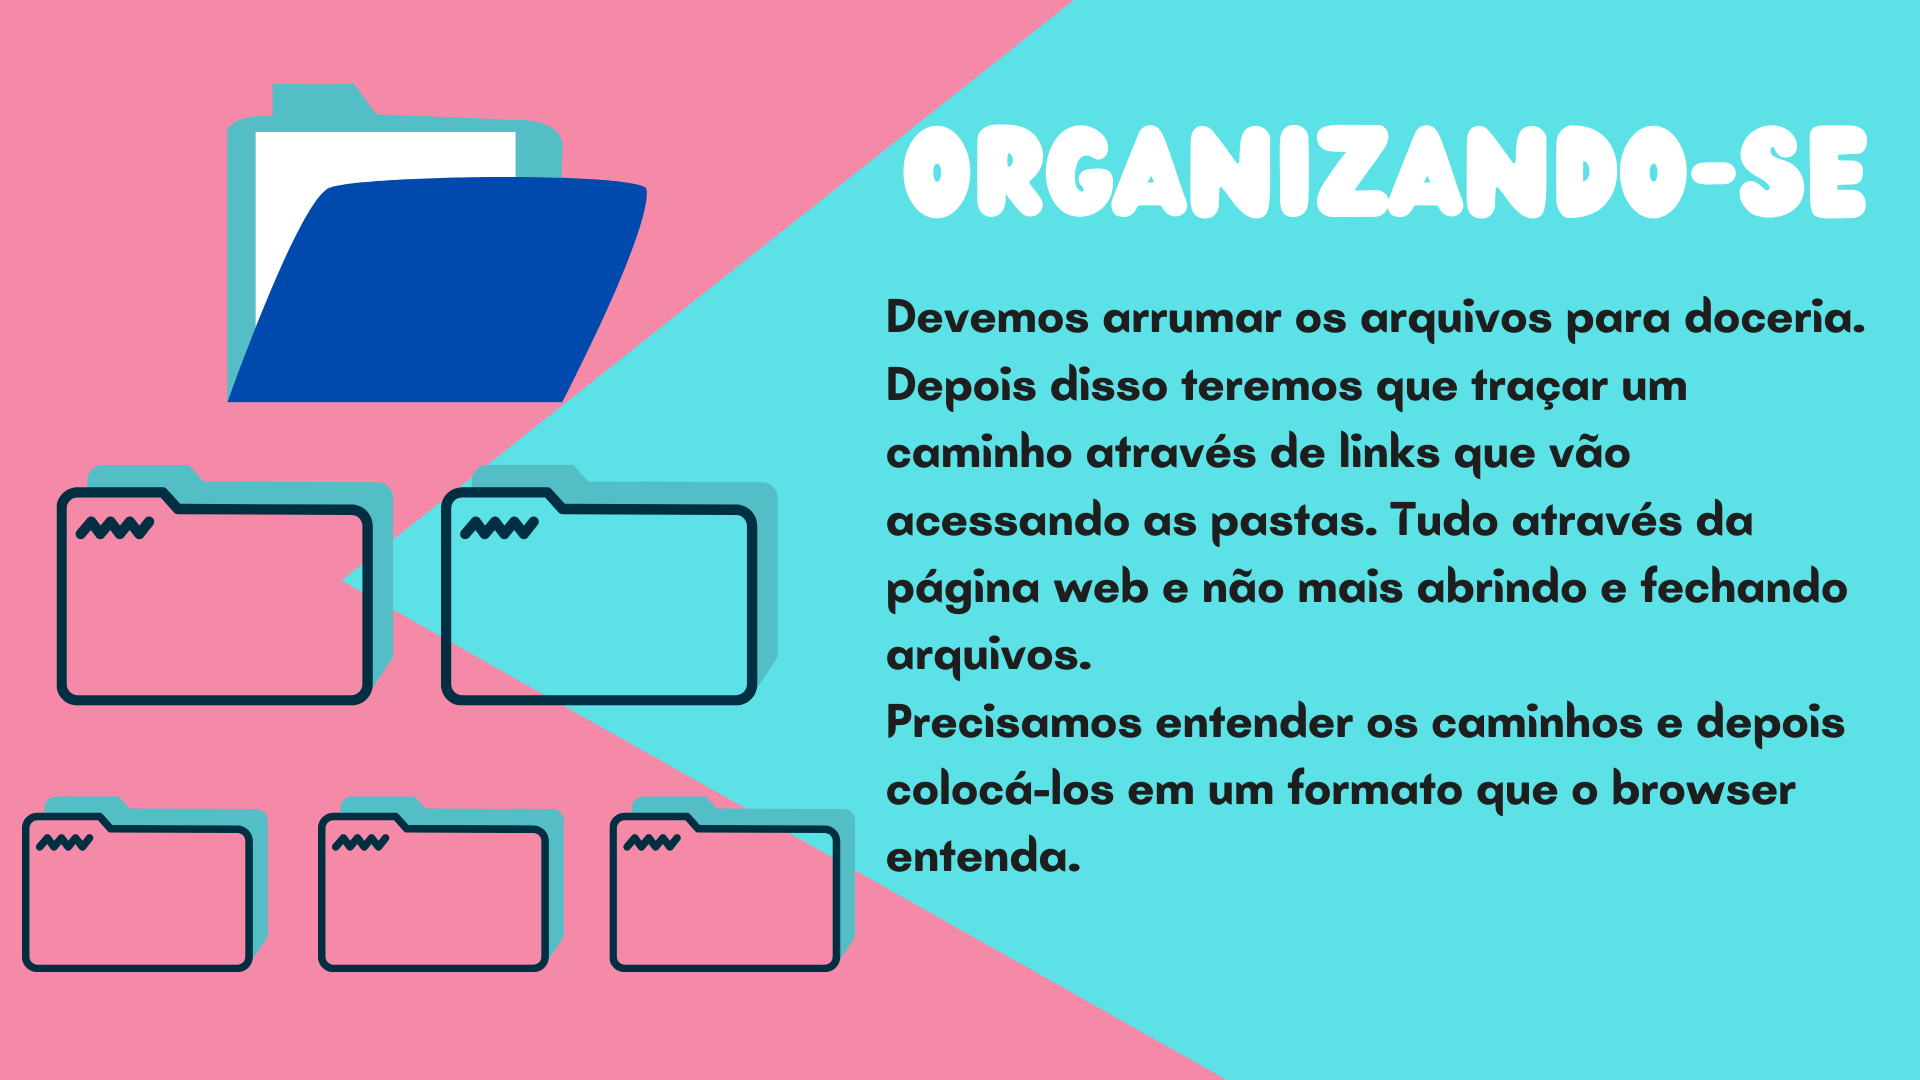 ORGANIZANDO-SE
Devemos arrumar os arquivos para doceria.
Depois disso teremos que traçar um
caminho através de links que vão
acessando as pastas. Tudo através da
página web e não mais abrindo e fechando
arquivos.
Precisamos entender os caminhos e depois
colocá-los em um formato que o browser
entenda.